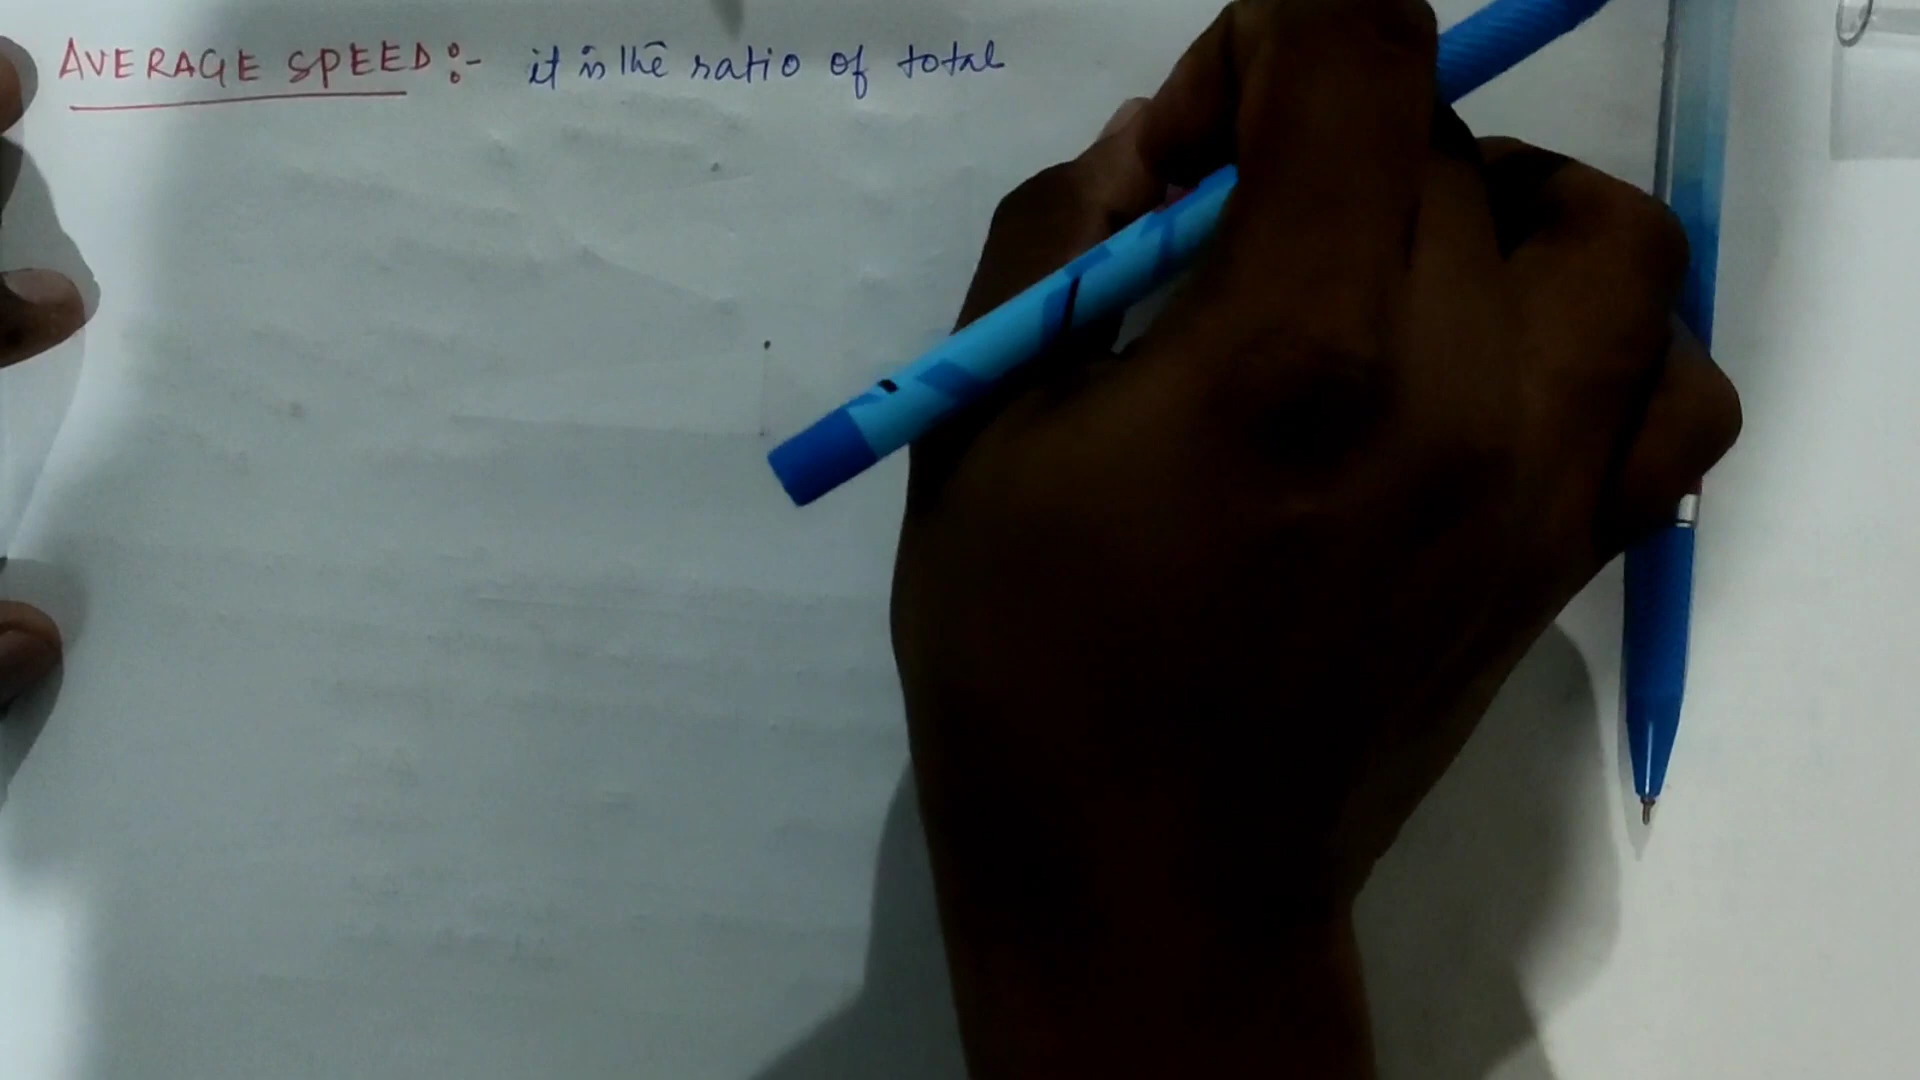 AVERAGE SPEED:- it is the ratio of total